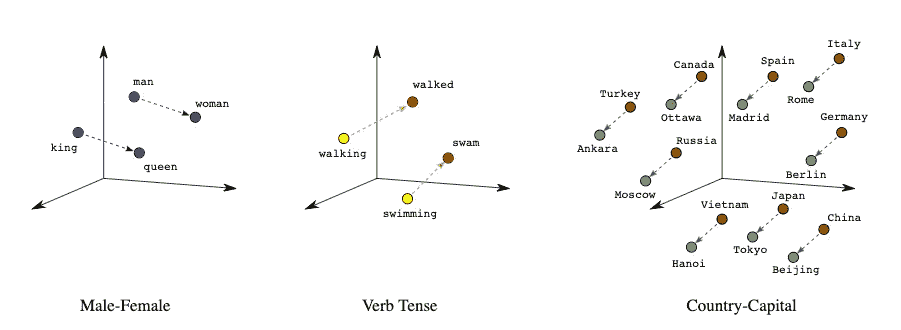 man
woman
king
queen
Male-Female
walked
swam
walking
swimming
Verb Tense
Italy
Spain
Canada
Rome
Turkey
Ottawa
Madrid
Germany
Ankara
Russia
Berlin
Moscow
Japan
Vietnam
China
Tokyo
Hanoi
Beijing
Country-Capital